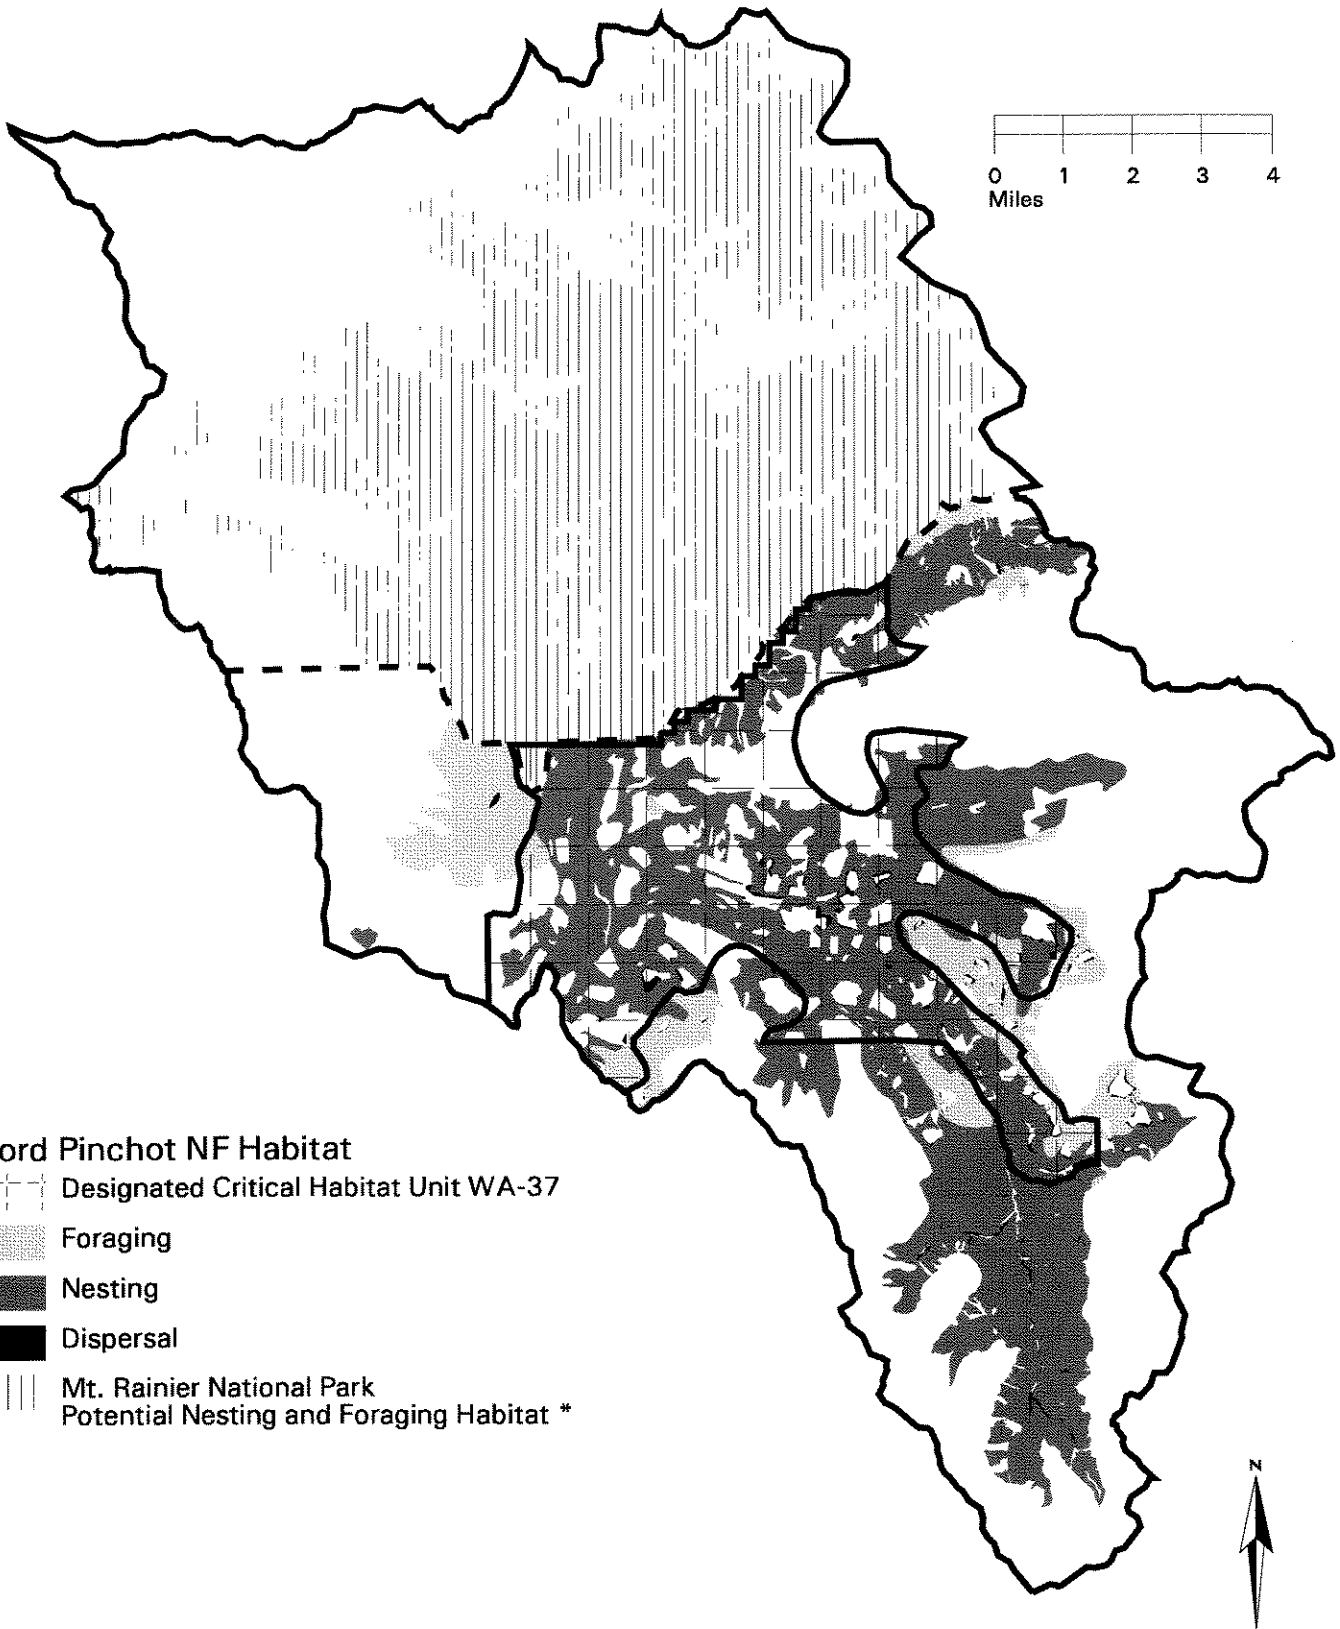 0 1 2 3 4
Miles
ord Pinchot NF Habitat
Designated Critical Habitat Unit WA-37
Foraging
Nesting
Dispersal
Mt. Rainier National Park
Potential Nesting and Foraging Habitat *
N